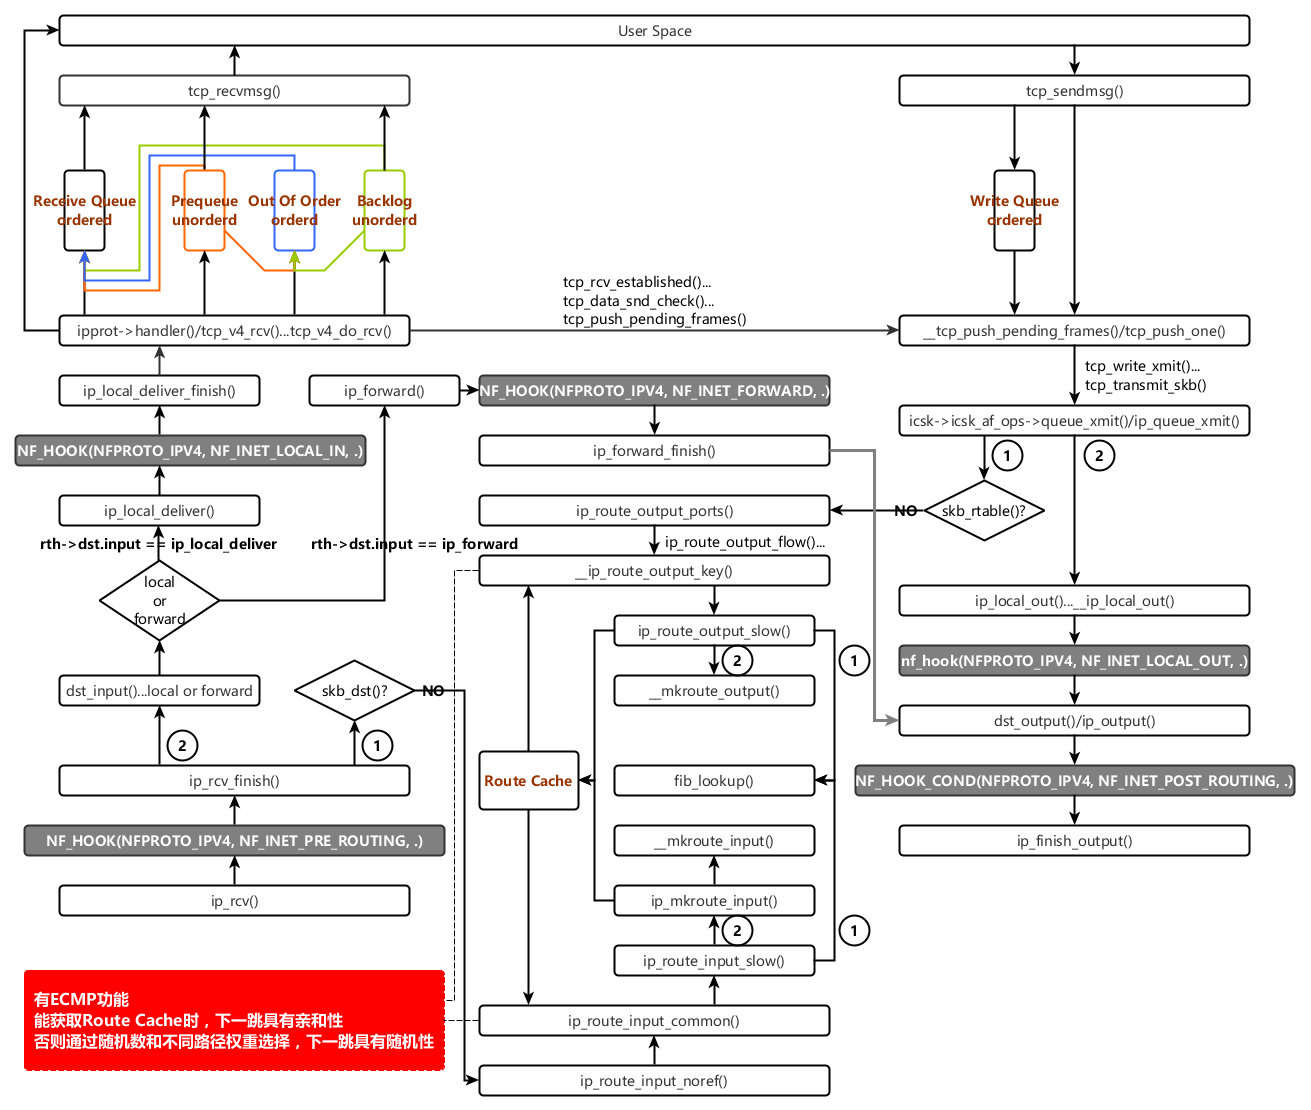 User Space
tcp_recvmsg()
tcp_sendmsg()
Receive Queue
ordered
Prequeue
unorderd
Out Of Order
orderd
Backlog
unorderd
Write Queue
ordered
tcp_rcv_established()...
tcp_data_snd_check()...
tcp_push_pending_frames()
ipprot->handler()/tcp_v4_rcv()...tcp_v4_do_rcv()
__tcp_push_pending_frames()/tcp_push_one()
tcp_write_xmit()...
tcp_transmit_skb()
ip_local_deliver_finish()
ip_forward()
NF_HOOK(NFPROTO_IPV4, NF_INET_FORWARD, .)
icsk->icsk_af_ops->queue_xmit()/ip_queue_xmit()
NF_HOOK(NFPROTO_IPV4, NF_INET_LOCAL_IN, .)
ip_forward_finish()
1
2
ip_local_deliver()
ip_route_output_ports()
NO
skb_rtable()?
rth->dst.input == ip_local_deliver
rth->dst.input == ip_forward
ip_route_output_flow()...
local
or
forward
__ip_route_output_key()
ip_local_out()...__ip_local_out()
ip_route_output_slow()
2
1
nf_hook(NFPROTO_IPV4, NF_INET_LOCAL_OUT, .)
dst_input()...local or forward
skb_dst()?
NO
__mkroute_output()
dst_output()/ip_output()
2
1
ip_rcv_finish()
Route Cache
fib_lookup()
NF_HOOK_COND(NFPROTO_IPV4, NF_INET_POST_ROUTING, .)
NF_HOOK(NFPROTO_IPV4, NF_INET_PRE_ROUTING, .)
__mkroute_input()
ip_finish_output()
ip_rcv()
ip_mkroute_input()
2
1
ip_route_input_slow()
有ECMP功能
能获取Route Cache时，下一跳具有亲和性
否则通过随机数和不同路径权重选择，下一跳具有随机性
ip_route_input_common()
ip_route_input_noref()